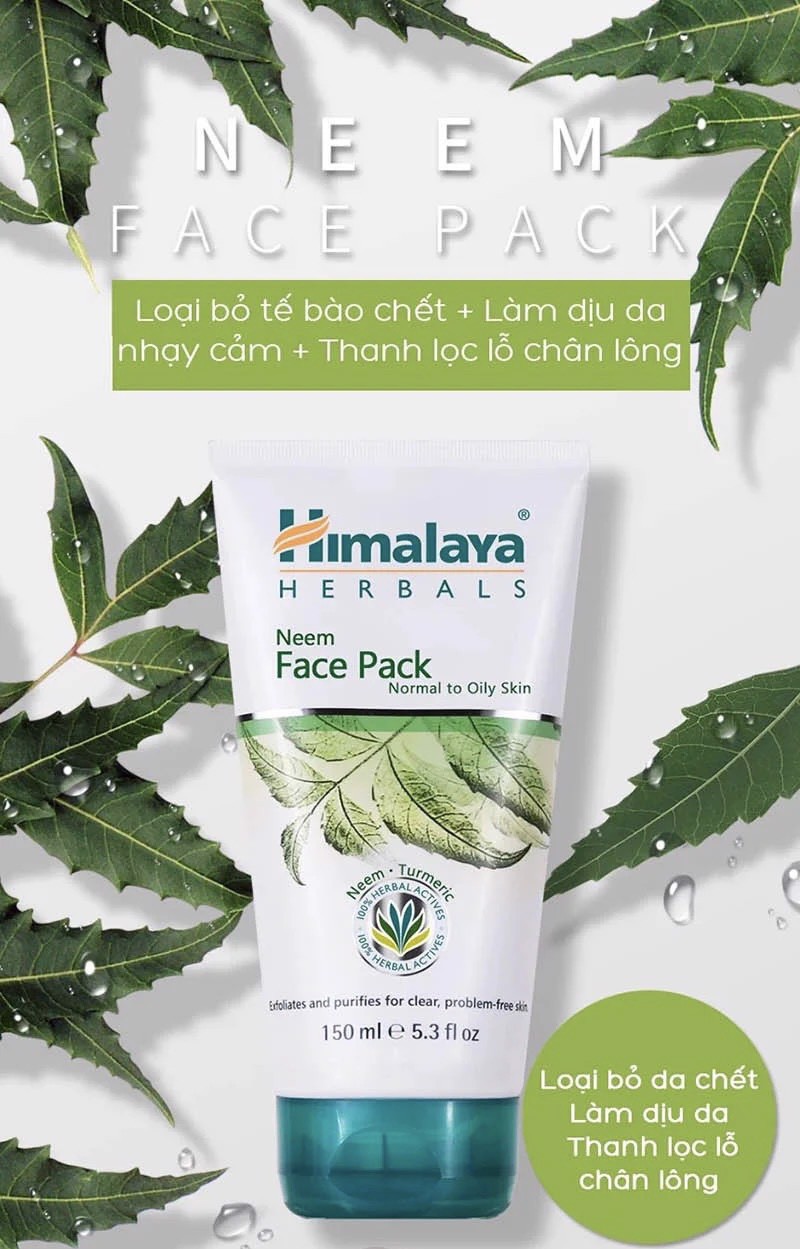 NEEM
FACE PACK
Loại bỏ tế bào chết + Làm dịu da
nhạy cảm + Thanh lọc lỗ chân lông
Himalaya®
HERBALS
Neem
Face Pack
Normal to Oily Skin
Neem · Turmeric
100% HERBAL ACTIVES
100% HERBAL ACTIVES
Exfoliates and purifies for clear, problem-free skin.
150 ml ℮ 5.3 fl oz
Loại bỏ da chết
Làm dịu da
Thanh lọc lỗ
chân lông